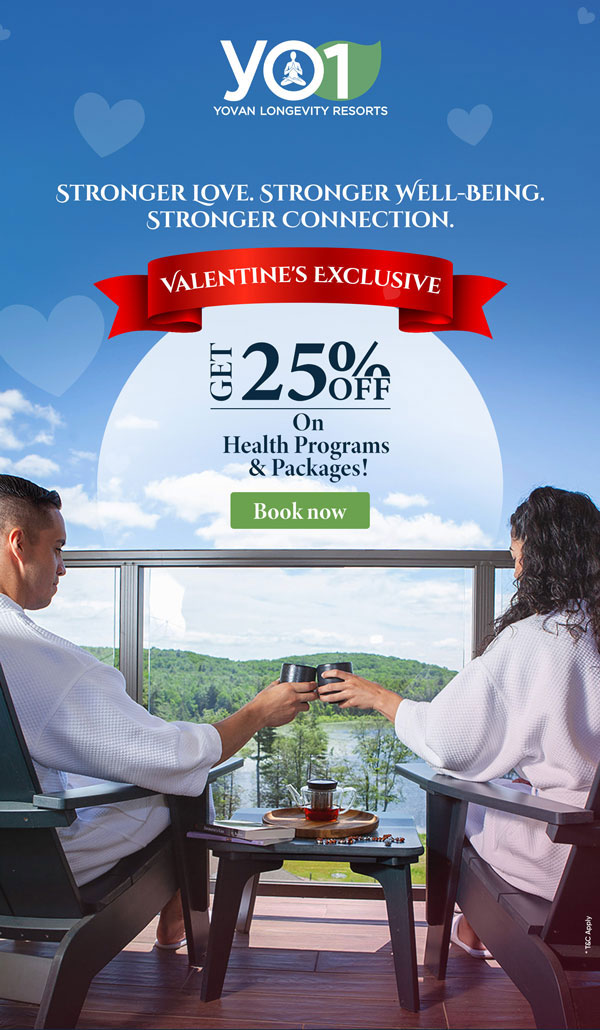 yo1
YOVAN LONGEVITY RESORTS
STRONGER LOVE. STRONGER WELL-BEING.
STRONGER CONNECTION.
VALENTINE'S EXCLUSIVE
GET 25% OFF
On
Health Programs
& Packages!
Book now
*T&C Apply